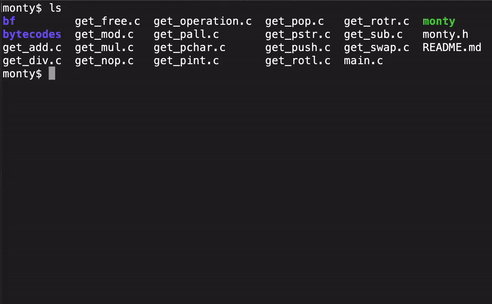 monty$ ls
bf get_free.c get_operation.c get_pop.c get_rotr.c monty
bytecodes get_mod.c get_pall.c get_pstr.c get_sub.c monty.h
get_add.c get_mul.c get_pchar.c get_push.c get_swap.c README.md
get_div.c get_nop.c get_pint.c get_rotl.c main.c
monty$